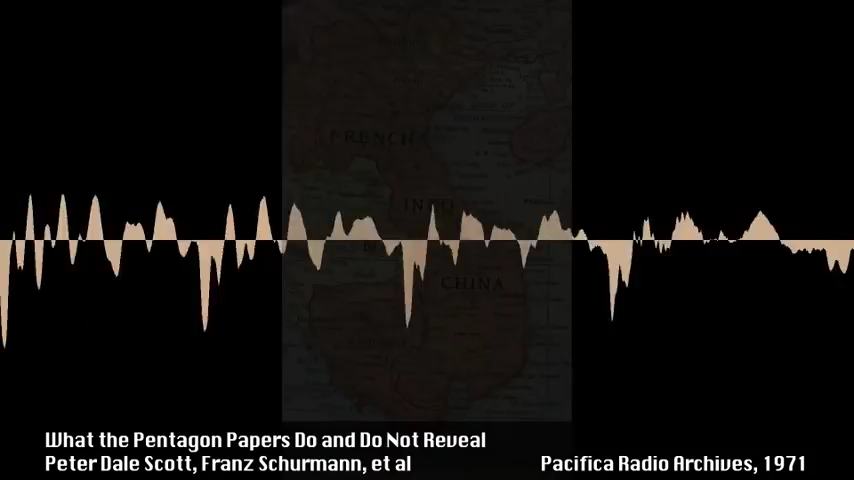 FRENCH
INDO
CHINA
What the Pentagon Papers Do and Do Not Reveal
Peter Dale Scott, Franz Schurmann, et al
Pacifica Radio Archives, 1971